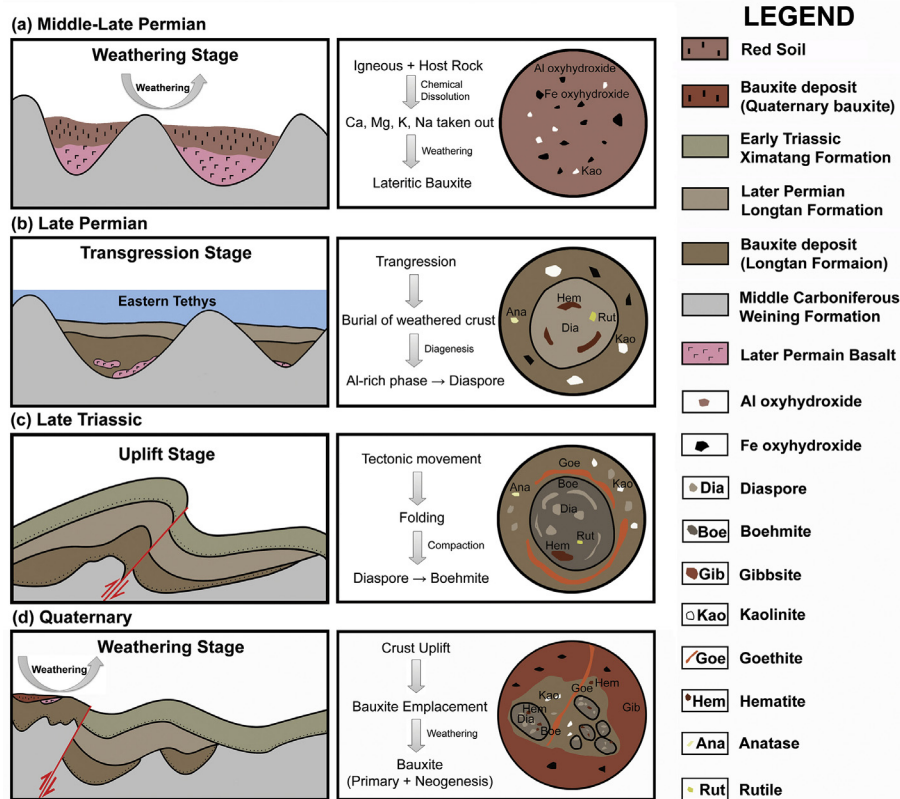 (a) Middle-Late Permian
Weathering Stage
Weathering
Igneous + Host Rock
Chemical
Dissolution
Ca, Mg, K, Na taken out
Weathering
Lateritic Bauxite
Al oxyhydroxide
Fe oxyhydroxide
Kao
(b) Late Permian
Transgression Stage
Eastern Tethys
Trangression
Burial of weathered crust
Diagenesis
Al-rich phase → Diaspore
Hem
Ana
Rut
Dia
Kao
(c) Late Triassic
Uplift Stage
Tectonic movement
Folding
Compaction
Diaspore → Boehmite
Goe
Ana
Boe
Kao
Dia
Rut
Hem
(d) Quaternary
Weathering Stage
Weathering
Crust Uplift
Bauxite Emplacement
Weathering
Bauxite
(Primary + Neogenesis)
Hem
Goe
Kao
Gib
Hem
Dia
Boe
LEGEND
Red Soil
Bauxite deposit
(Quaternary bauxite)
Early Triassic
Ximatang Formation
Later Permian
Longtan Formation
Bauxite deposit
(Longtan Formaion)
Middle Carboniferous
Weining Formation
Later Permain Basalt
Al oxyhydroxide
Fe oxyhydroxide
Dia Diaspore
Boe Boehmite
Gib Gibbsite
Kao Kaolinite
Goe Goethite
Hem Hematite
Ana Anatase
Rut Rutile